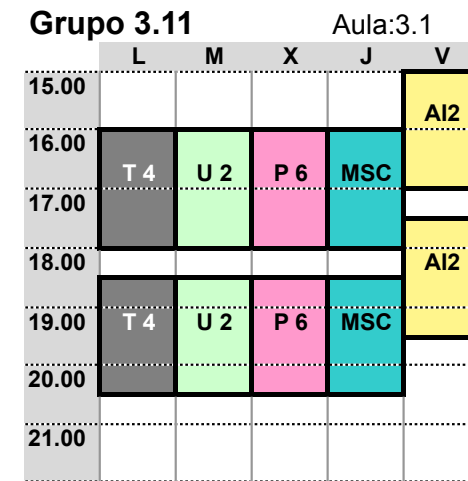 Grupo 3.11 Aula:3.1
L M X J V
15.00
AI2
16.00
T 4 U 2 P 6 MSC
17.00
18.00 AI2
19.00 T 4 U 2 P 6 MSC
20.00
21.00